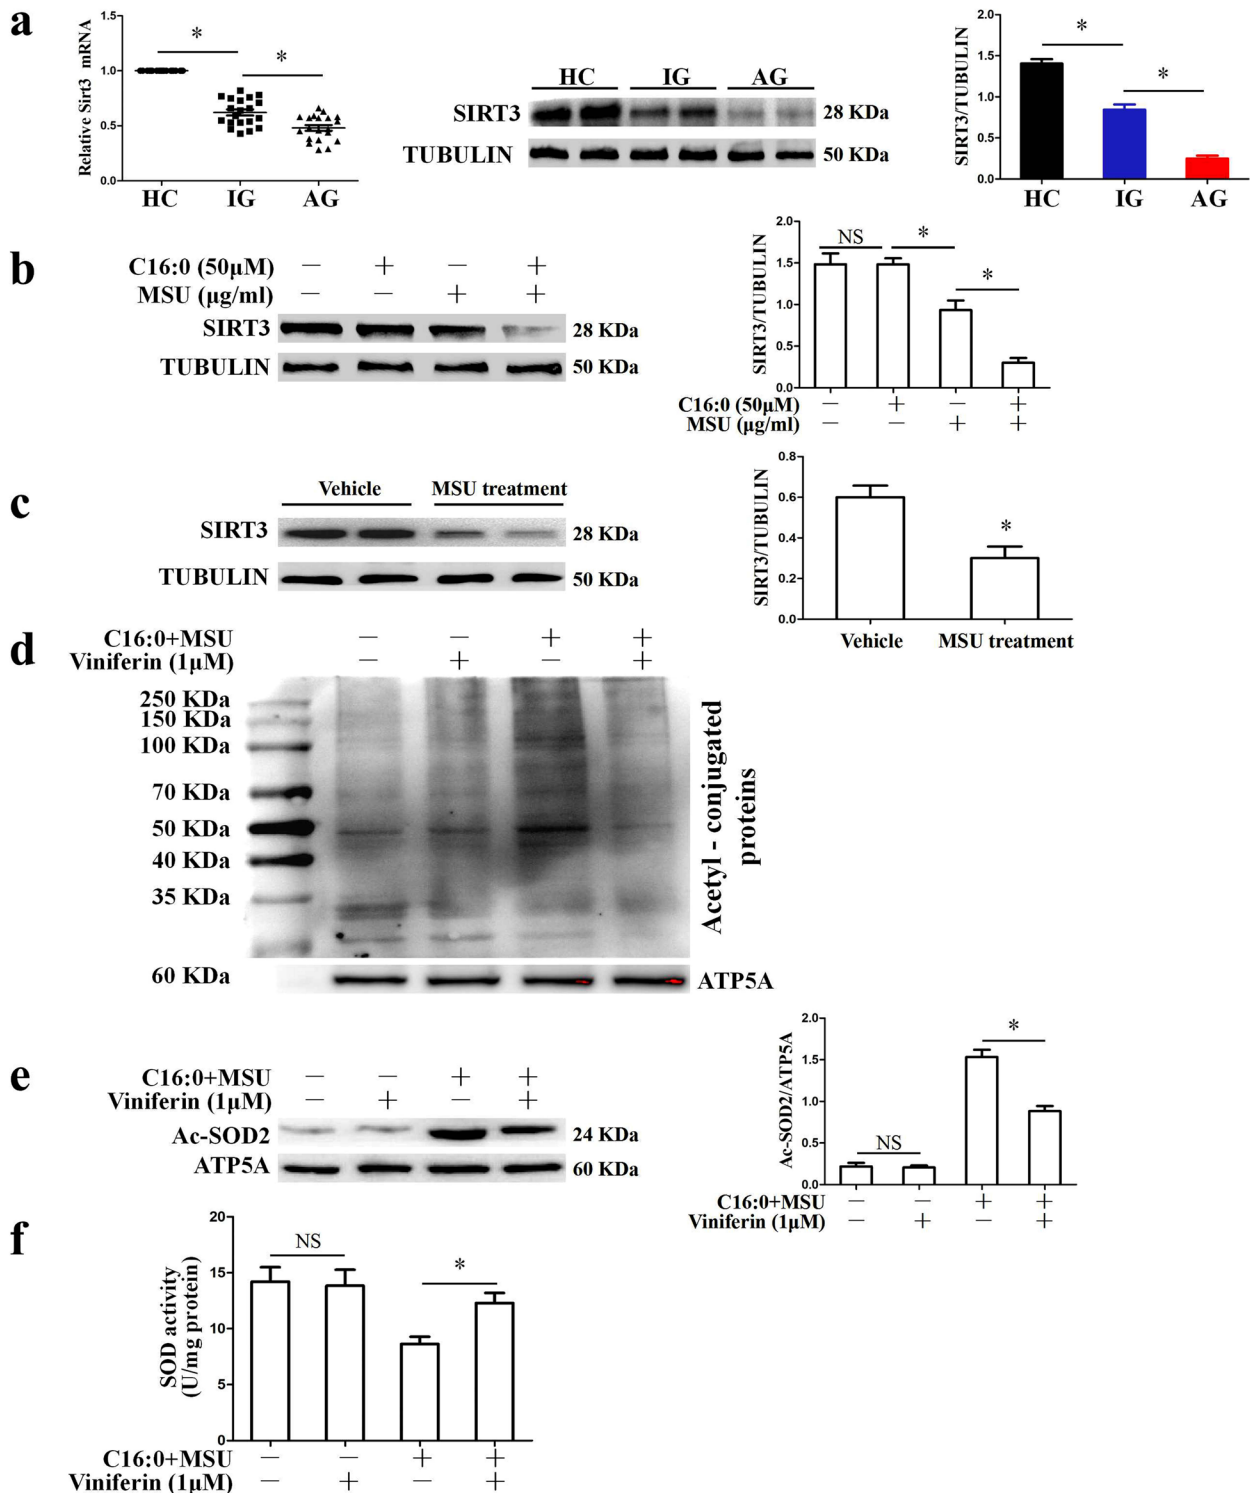 a
Relative Sirt3 mRNA
1.5
1.0
0.5
0.0
*
*
HC IG AG
HC IG AG
SIRT3 28 KDa
TUBULIN 50 KDa
SIRT3/TUBULIN
2.0
1.5
1.0
0.5
0.0
*
*
HC IG AG
b
C16:0 (50μM) — + — +
MSU (μg/ml) — — + +
SIRT3 28 KDa
TUBULIN 50 KDa
SIRT3/TUBULIN
2.0
1.5
1.0
0.5
0.0
NS * *
C16:0 (50μM) — + — +
MSU (μg/ml) — — + +
c
Vehicle MSU treatment
SIRT3 28 KDa
TUBULIN 50 KDa
SIRT3/TUBULIN
0.8
0.6
0.4
0.2
0.0
*
Vehicle MSU treatment
d
C16:0+MSU — — + +
Viniferin (1μM) — + — +
250 KDa
150 KDa
100 KDa
70 KDa
50 KDa
40 KDa
35 KDa
Acetyl - conjugated
proteins
60 KDa ATP5A
e
C16:0+MSU — — + +
Viniferin (1μM) — + — +
Ac-SOD2 24 KDa
ATP5A 60 KDa
Ac-SOD2/ATP5A
2.0
1.5
1.0
0.5
0.0
NS *
C16:0+MSU — — + +
Viniferin (1μM) — + — +
f
SOD activity
(U/mg protein)
20
15
10
5
0
NS *
C16:0+MSU — — + +
Viniferin (1μM) — + — +